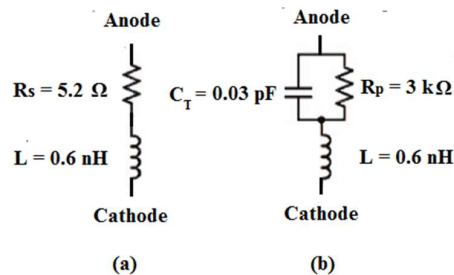 Anode
Rs = 5.2 Ω
L = 0.6 nH
Cathode
(a)
Anode
C_T = 0.03 pF
Rp = 3 kΩ
L = 0.6 nH
Cathode
(b)